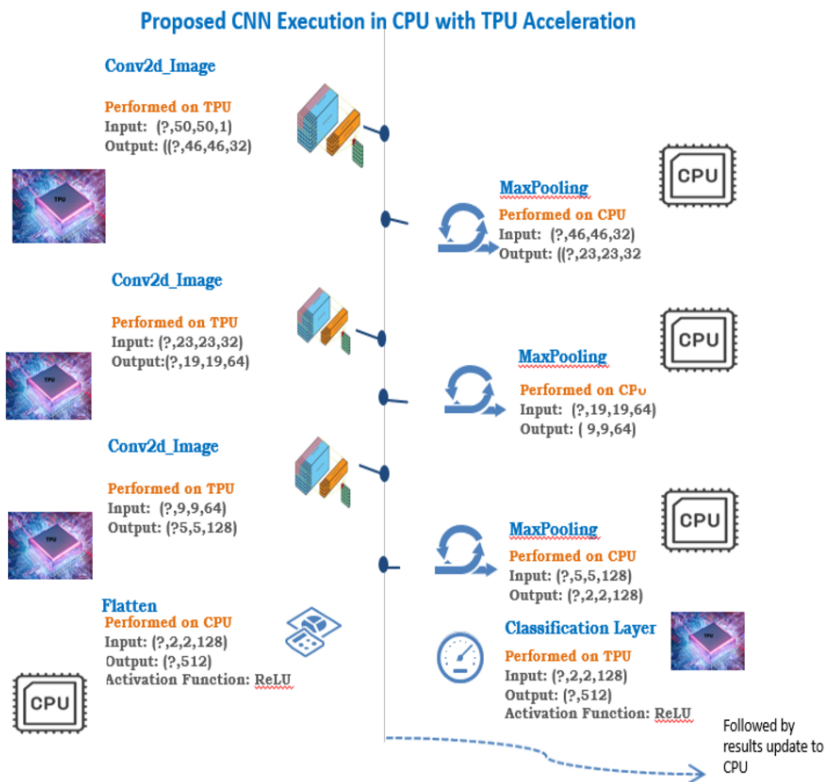 Proposed CNN Execution in CPU with TPU Acceleration
Conv2d_Image
Performed on TPU
Input: (?,50,50,1)
Output: ((?,46,46,32)
TPU
CPU
MaxPooling
Performed on CPU
Input: (?,46,46,32)
Output: ((?,23,23,32
Conv2d_Image
Performed on TPU
Input: (?,23,23,32)
Output:(?,19,19,64)
TPU
CPU
MaxPooling
Performed on CPU
Input: (?,19,19,64)
Output: ( 9,9,64)
Conv2d_Image
Performed on TPU
Input: (?,9,9,64)
Output: (?5,5,128)
TPU
CPU
MaxPooling
Performed on CPU
Input: (?,5,5,128)
Output: (?,2,2,128)
Flatten
Performed on CPU
Input: (?,2,2,128)
Output: (?,512)
Activation Function: ReLU
CPU
Classification Layer
Performed on TPU
Input: (?,2,2,128)
Output: (?,512)
Activation Function: ReLU
TPU
Followed by
results update to
CPU